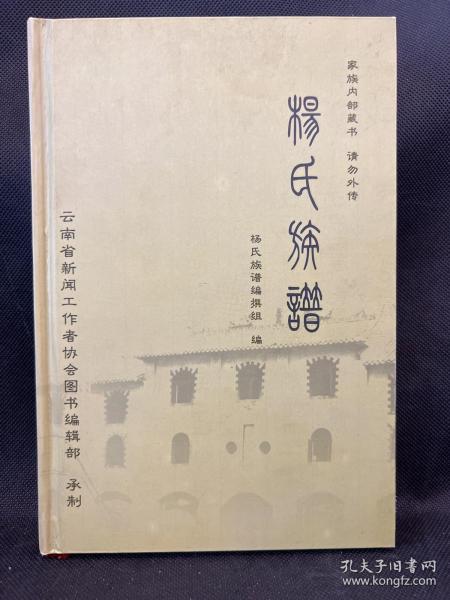 家族内部藏书 请勿外传
楊氏族譜
杨氏族谱编撰组 编
云南省新闻工作者协会图书编辑部 承制
孔夫子旧书网
www.kongfz.com